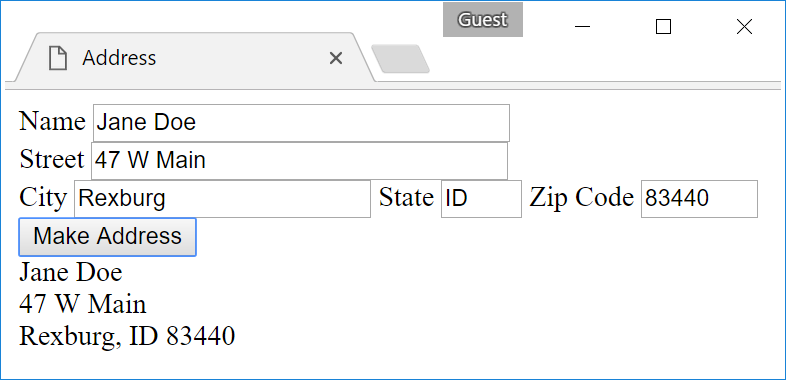 Guest
Address
Name Jane Doe
Street 47 W Main
City Rexburg State ID Zip Code 83440
Make Address
Jane Doe
47 W Main
Rexburg, ID 83440